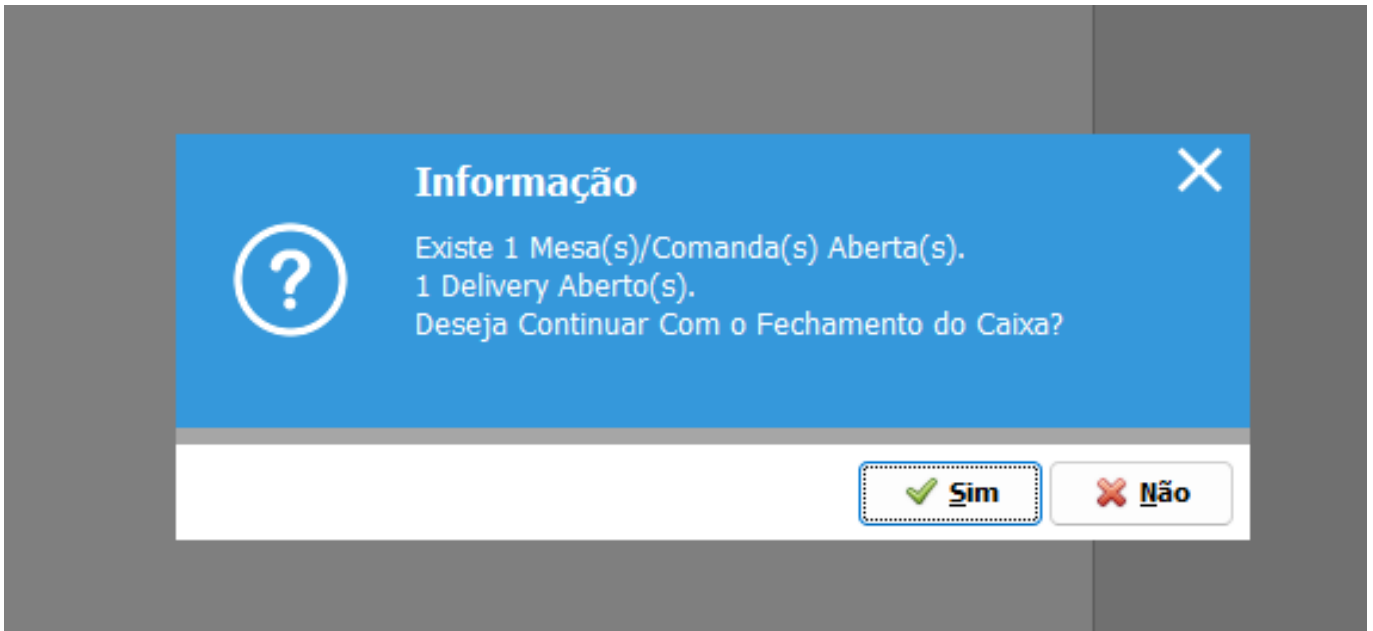 Informação
Existe 1 Mesa(s)/Comanda(s) Aberta(s).
1 Delivery Aberto(s).
Deseja Continuar Com o Fechamento do Caixa?
Sim
Não